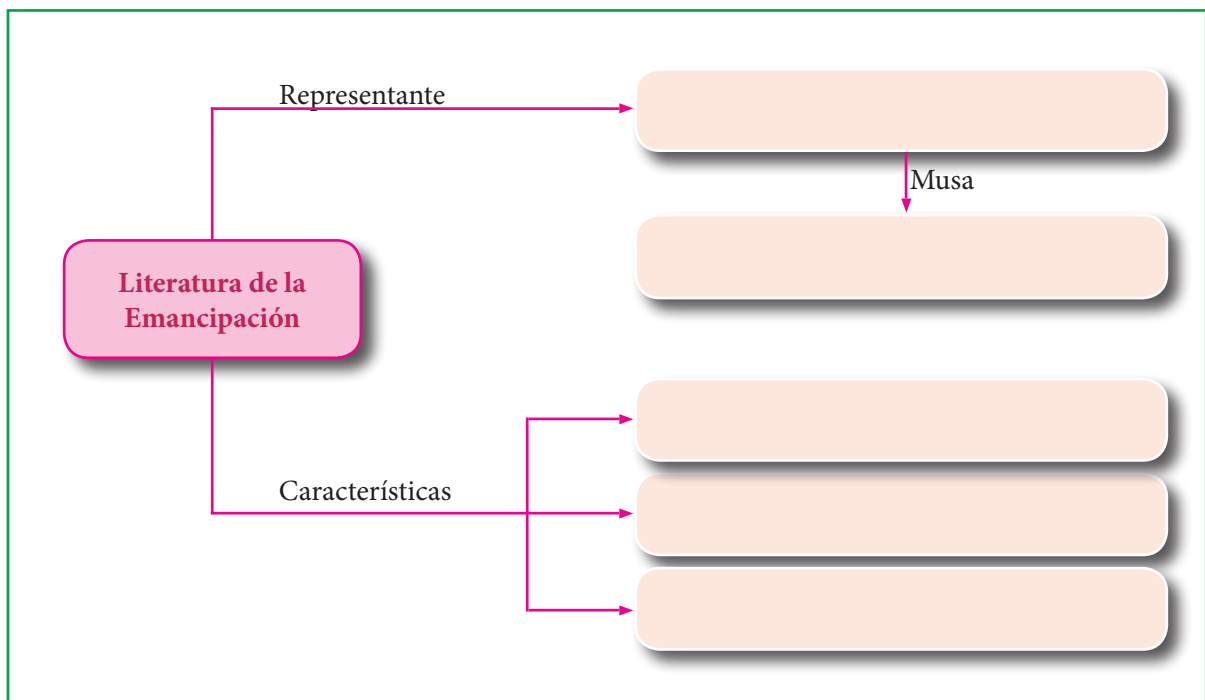 Representante
Musa
Literatura de la
Emancipación
Características